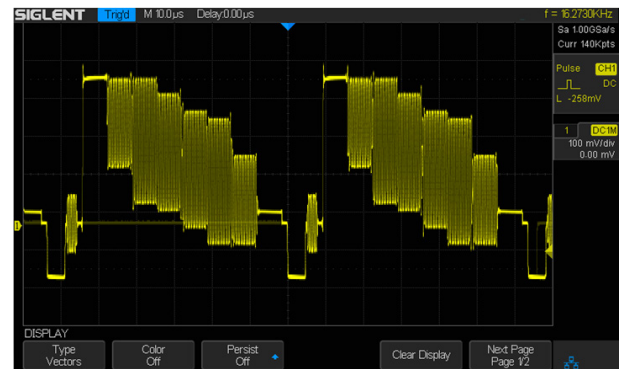 SIGLENT Trig'd M 10.0µs Delay:0.00µs f = 16.2730KHz
Sa 1.00GSa/s
Curr 140Kpts
Pulse CH1
DC
L -258mV
1 DC1M
100 mV/div
0.00 mV
DISPLAY
Type
Vectors
Color
Off
Persist
Off
Clear Display
Next Page
Page 1/2